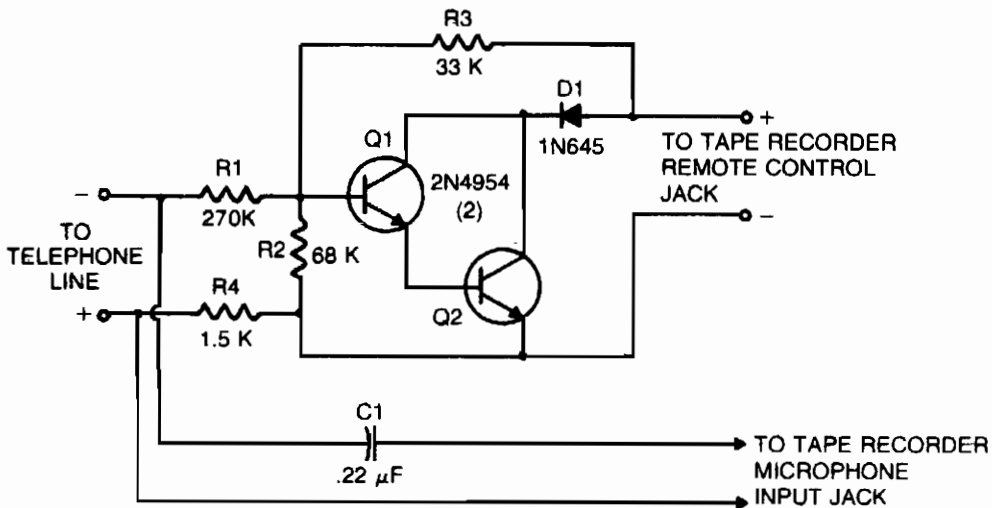 R3
33 K
D1
1N645
+
TO TAPE RECORDER
REMOTE CONTROL
JACK
−
Q1
2N4954
(2)
R1
270K
−
TO
TELEPHONE
LINE
+
R2
68 K
R4
1.5 K
Q2
C1
.22 μF
TO TAPE RECORDER
MICROPHONE
INPUT JACK